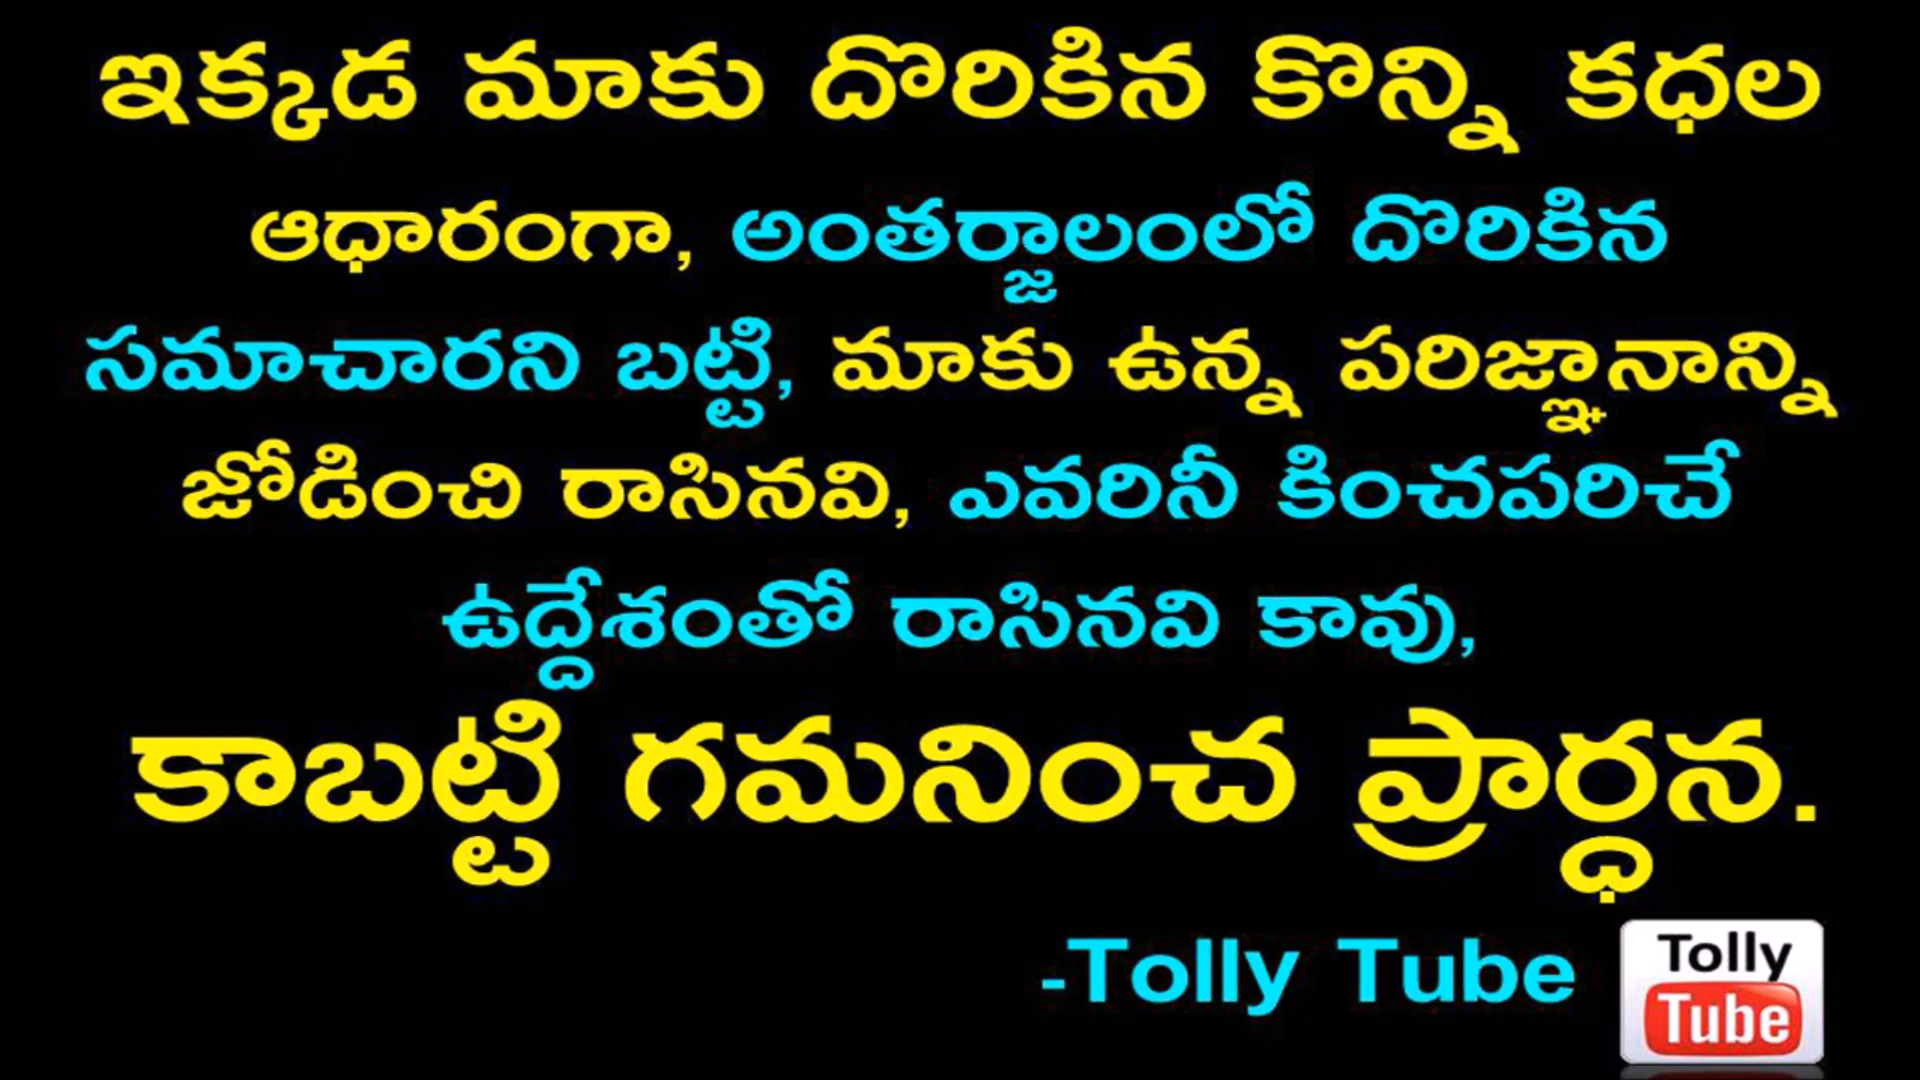 ఇక్కడ మాకు దొరికిన కొన్ని కధల
ఆధారంగా, అంతర్జాలంలో దొరికిన
సమాచారని బట్టి, మాకు ఉన్న పరిజ్ఞానాన్ని
జోడించి రాసినవి, ఎవరినీ కించపరిచే
ఉద్దేశంతో రాసినవి కావు,
కాబట్టి గమనించ ప్రార్ధన.
-Tolly Tube
Tolly
Tube